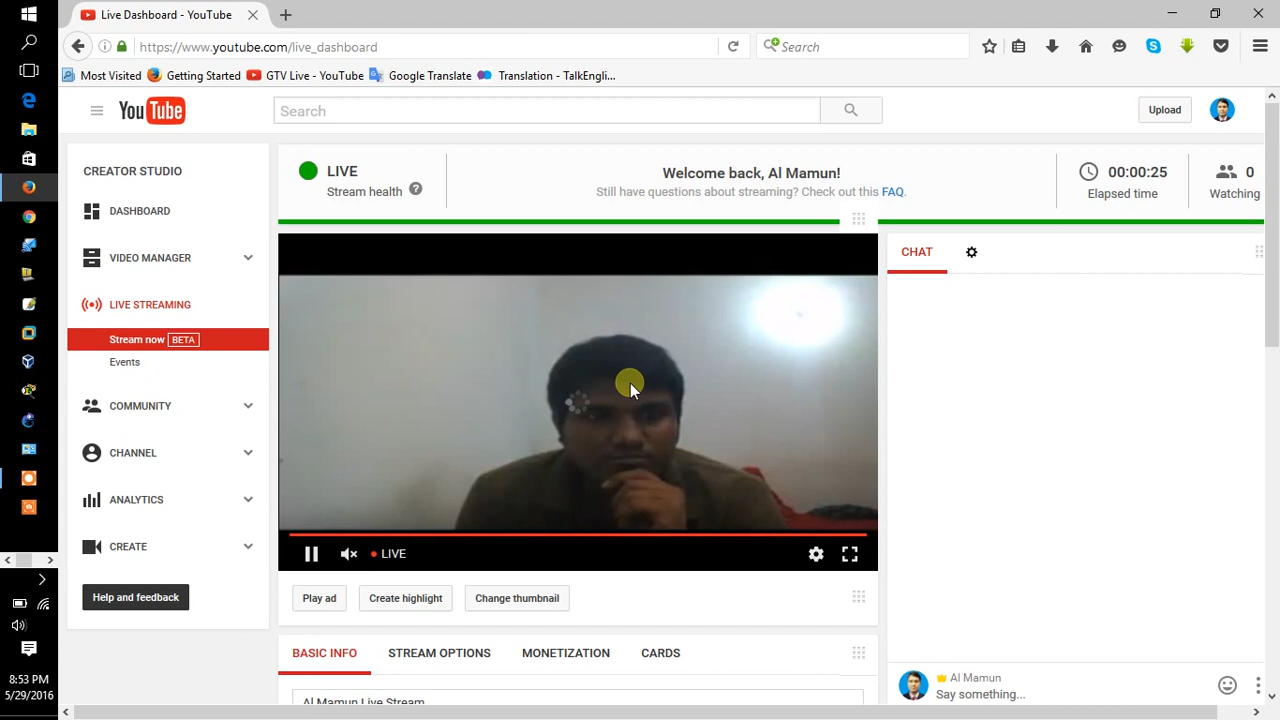 Live Dashboard - YouTube
https://www.youtube.com/live_dashboard
Search
Most Visited
Getting Started
GTV Live - YouTube
Google Translate
Translation - TalkEngli...
YouTube
Search
Upload
CREATOR STUDIO
DASHBOARD
VIDEO MANAGER
LIVE STREAMING
Stream now BETA
Events
COMMUNITY
CHANNEL
ANALYTICS
CREATE
Help and feedback
LIVE
Stream health
Welcome back, Al Mamun!
Still have questions about streaming? Check out this FAQ.
00:00:25
Elapsed time
0
Watching
LIVE
Play ad
Create highlight
Change thumbnail
BASIC INFO
STREAM OPTIONS
MONETIZATION
CARDS
Al Mamun Live Stream
CHAT
Al Mamun
Say something...
8:53 PM
5/29/2016